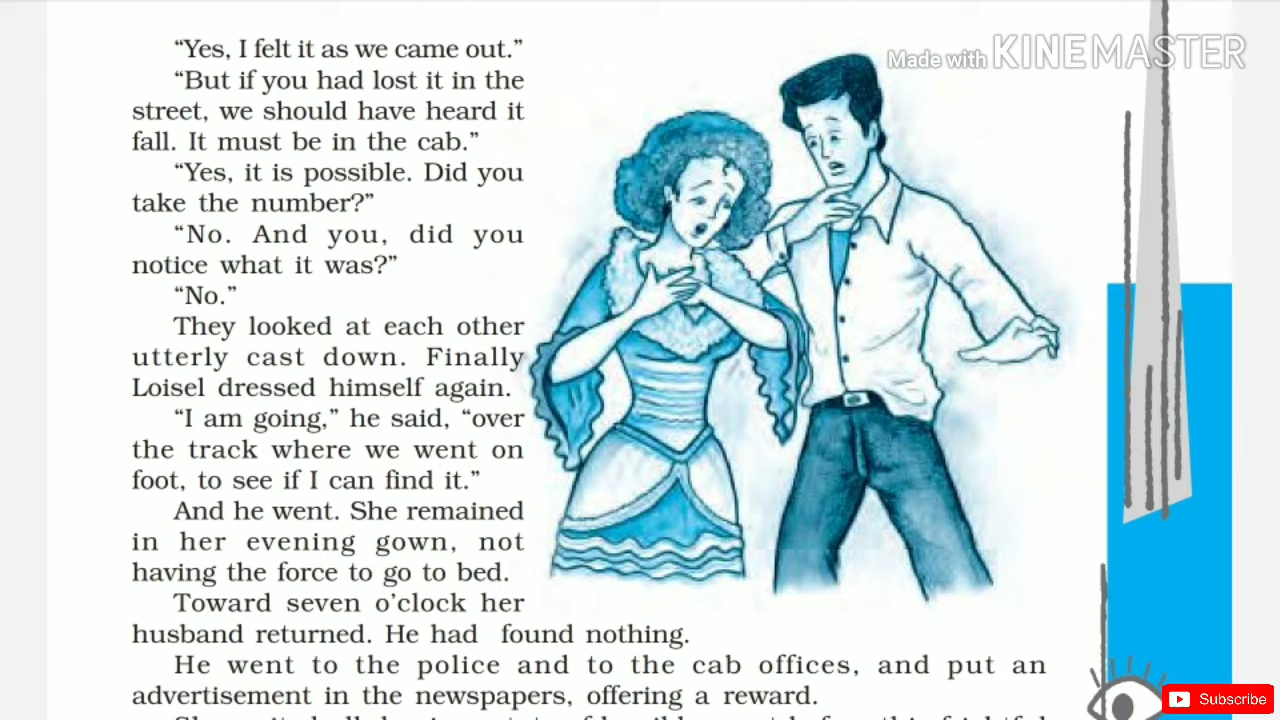 Made with KINEMASTER
“Yes, I felt it as we came out.”
“But if you had lost it in the
street, we should have heard it
fall. It must be in the cab.”
“Yes, it is possible. Did you
take the number?”
“No. And you, did you
notice what it was?”
“No.”
They looked at each other
utterly cast down. Finally
Loisel dressed himself again.
“I am going,” he said, “over
the track where we went on
foot, to see if I can find it.”
And he went. She remained
in her evening gown, not
having the force to go to bed.
Toward seven o’clock her
husband returned. He had found nothing.
He went to the police and to the cab offices, and put an
advertisement in the newspapers, offering a reward.
Subscribe